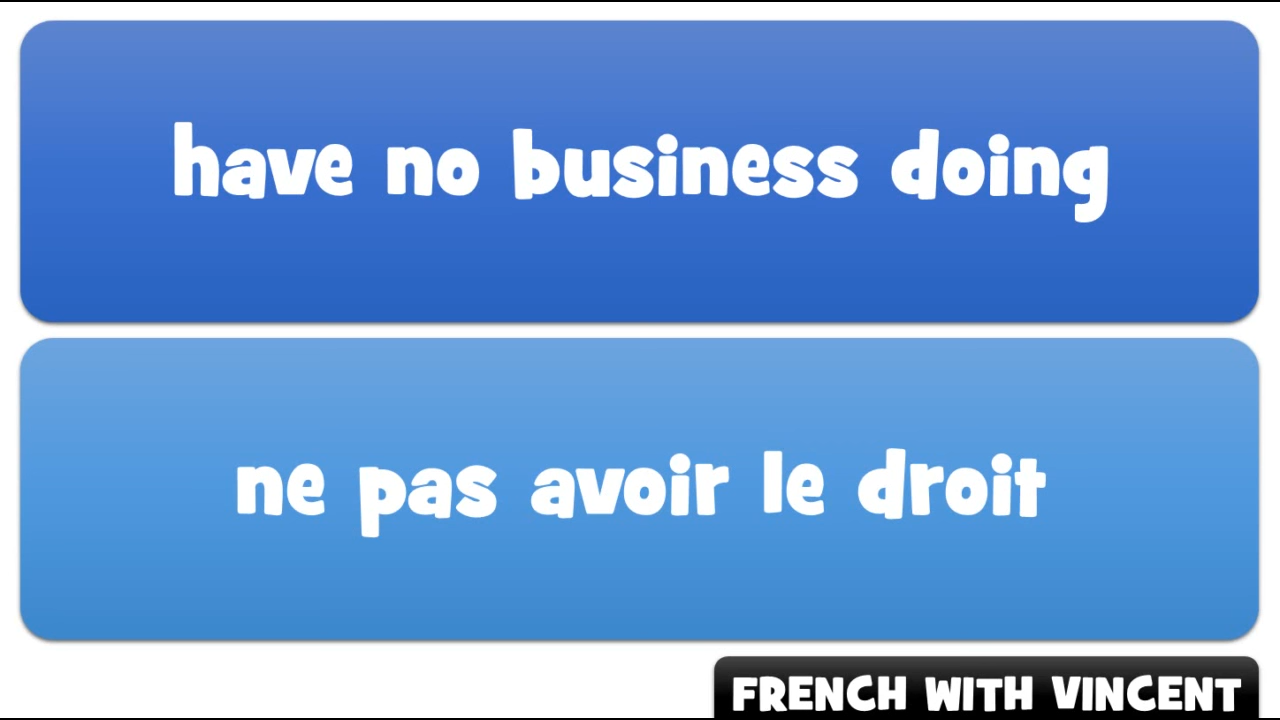 have no business doing
ne pas avoir le droit
FRENCH WITH VINCENT